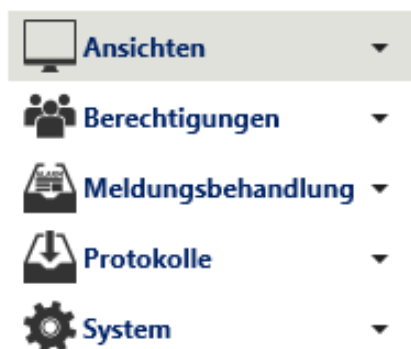 Ansichten
Berechtigungen
Meldungsbehandlung
Protokolle
System